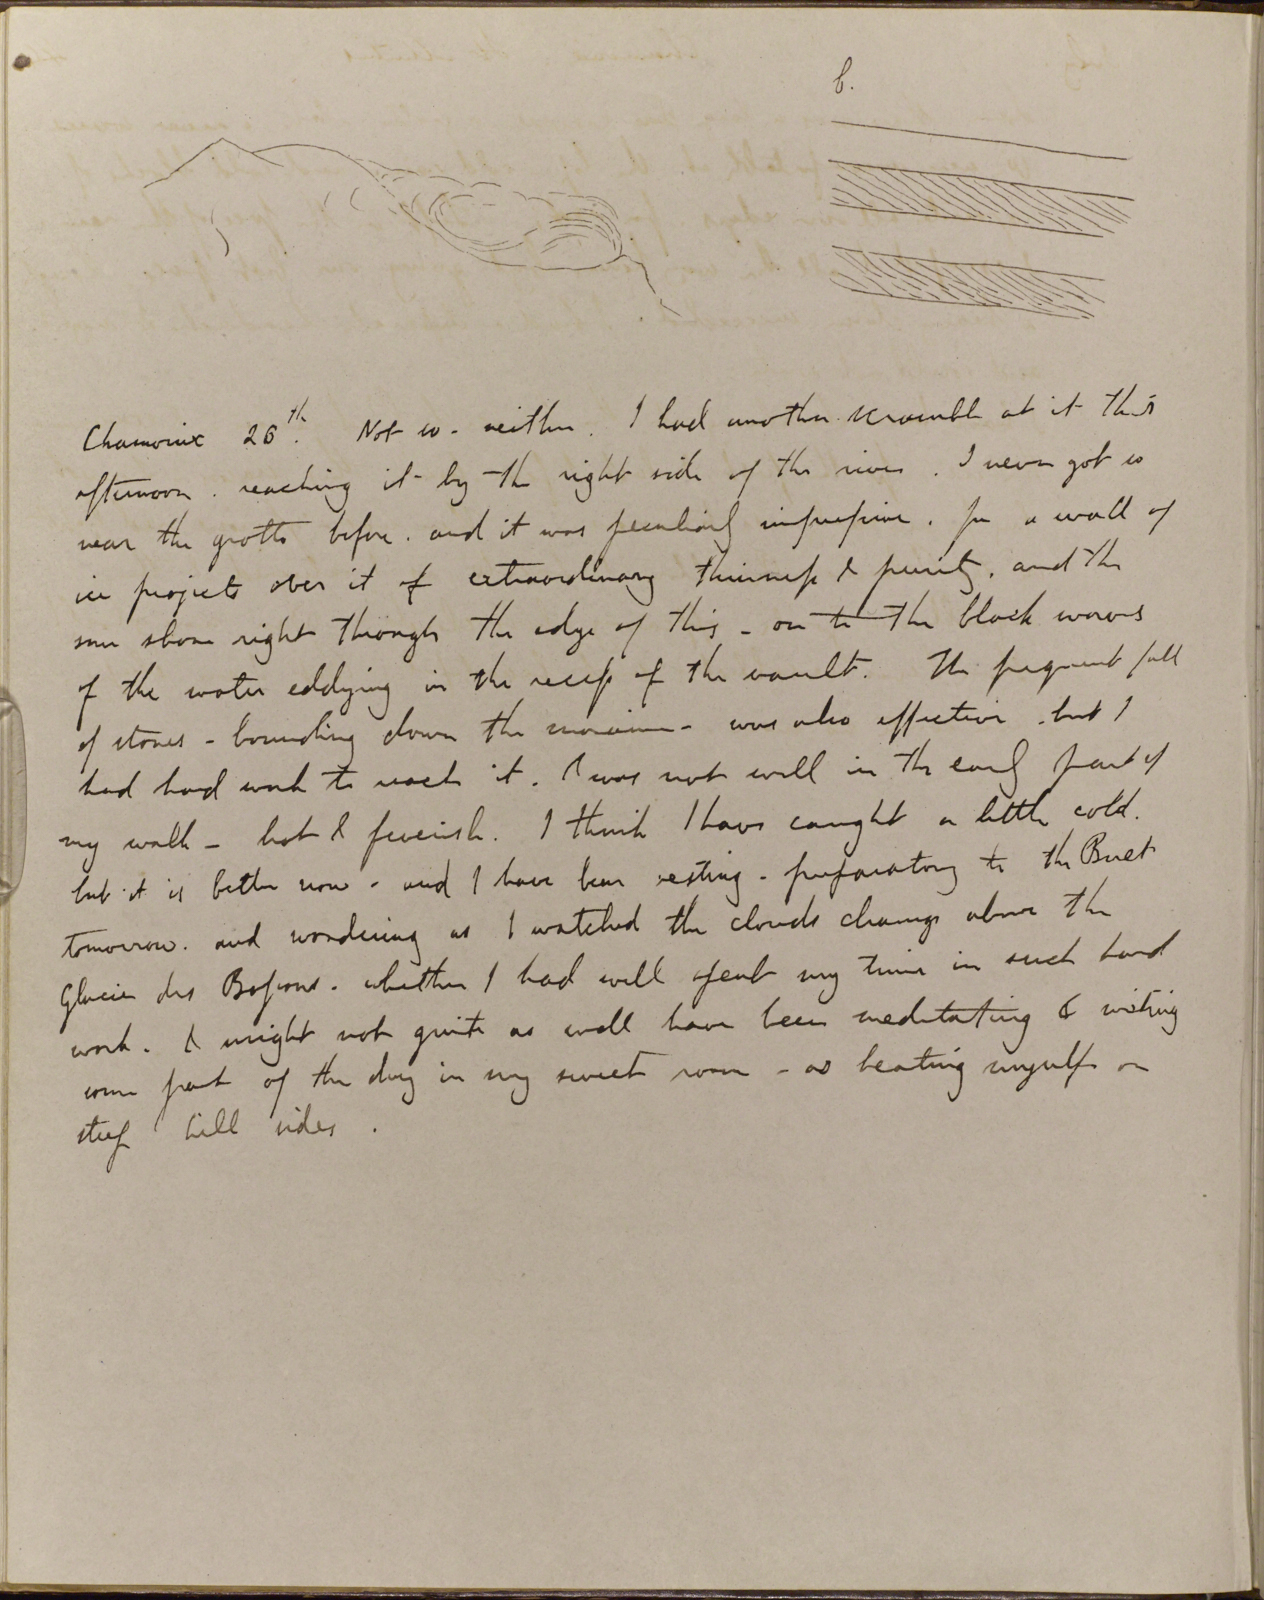 b.
Chamonix 26th. Not so - neither. I had another scramble at it this
afternoon. reaching it by the right side of the river. I never got so
near the grotto before. and it was peculiarly impressive. for a wall of
ice projects over it of extraordinary thinness & purity, and the
sun shone right through the edge of this - on to the black waves
of the water eddying in the recess of the vault. The frequent fall
of stones - bounding down the moraine - was also effective. but I
had hard work to reach it. I was not well in the early part of
my walk - hot & feverish. I think I have caught a little cold.
but it is better now - and I have been resting - preparatory to the Buet
tomorrow. and wondering as I watched the clouds change above the
Glacier des Bossons. whether I had well spent my time in such hard
work. & might not quite as well have been meditating & writing
some part of the day in my sweet room - as beating myself on
steep hill sides.